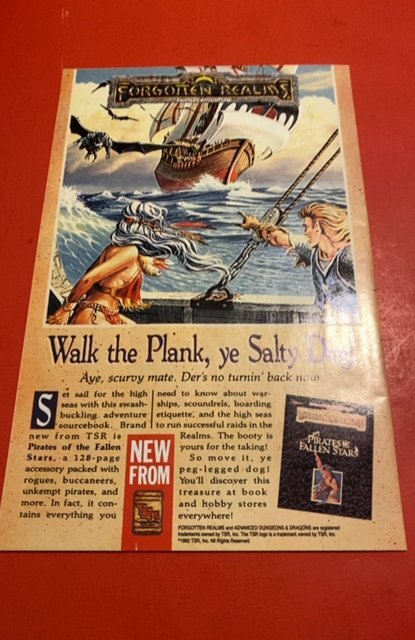 FORGOTTEN REALMS
FANTASY ADVENTURE
Walk the Plank, ye Salty Dog!
Aye, scurvy mate. Der's no turnin' back now
Set sail for the high
seas with this swash-
buckling adventure
sourcebook. Brand
new from TSR is
Pirates of the Fallen
Stars, a 128-page
accessory packed with
rogues, buccaneers,
unkempt pirates, and
more. In fact, it con-
tains everything you
need to know about war-
ships, scoundrels, boarding
etiquette, and the high seas
to run successful raids in the
Realms. The booty is
yours for the taking!
So move it, ye
peg-legged dog!
You'll discover this
treasure at book
and hobby stores
everywhere!
NEW
FROM
TSR
FORGOTTEN REALMS
PIRATES OF
THE FALLEN STARS
FORGOTTEN REALMS and ADVANCED DUNGEONS & DRAGONS are registered
trademarks owned by TSR, Inc. The TSR logo is a trademark owned by TSR, Inc.
©1992 TSR, Inc. All Rights Reserved.